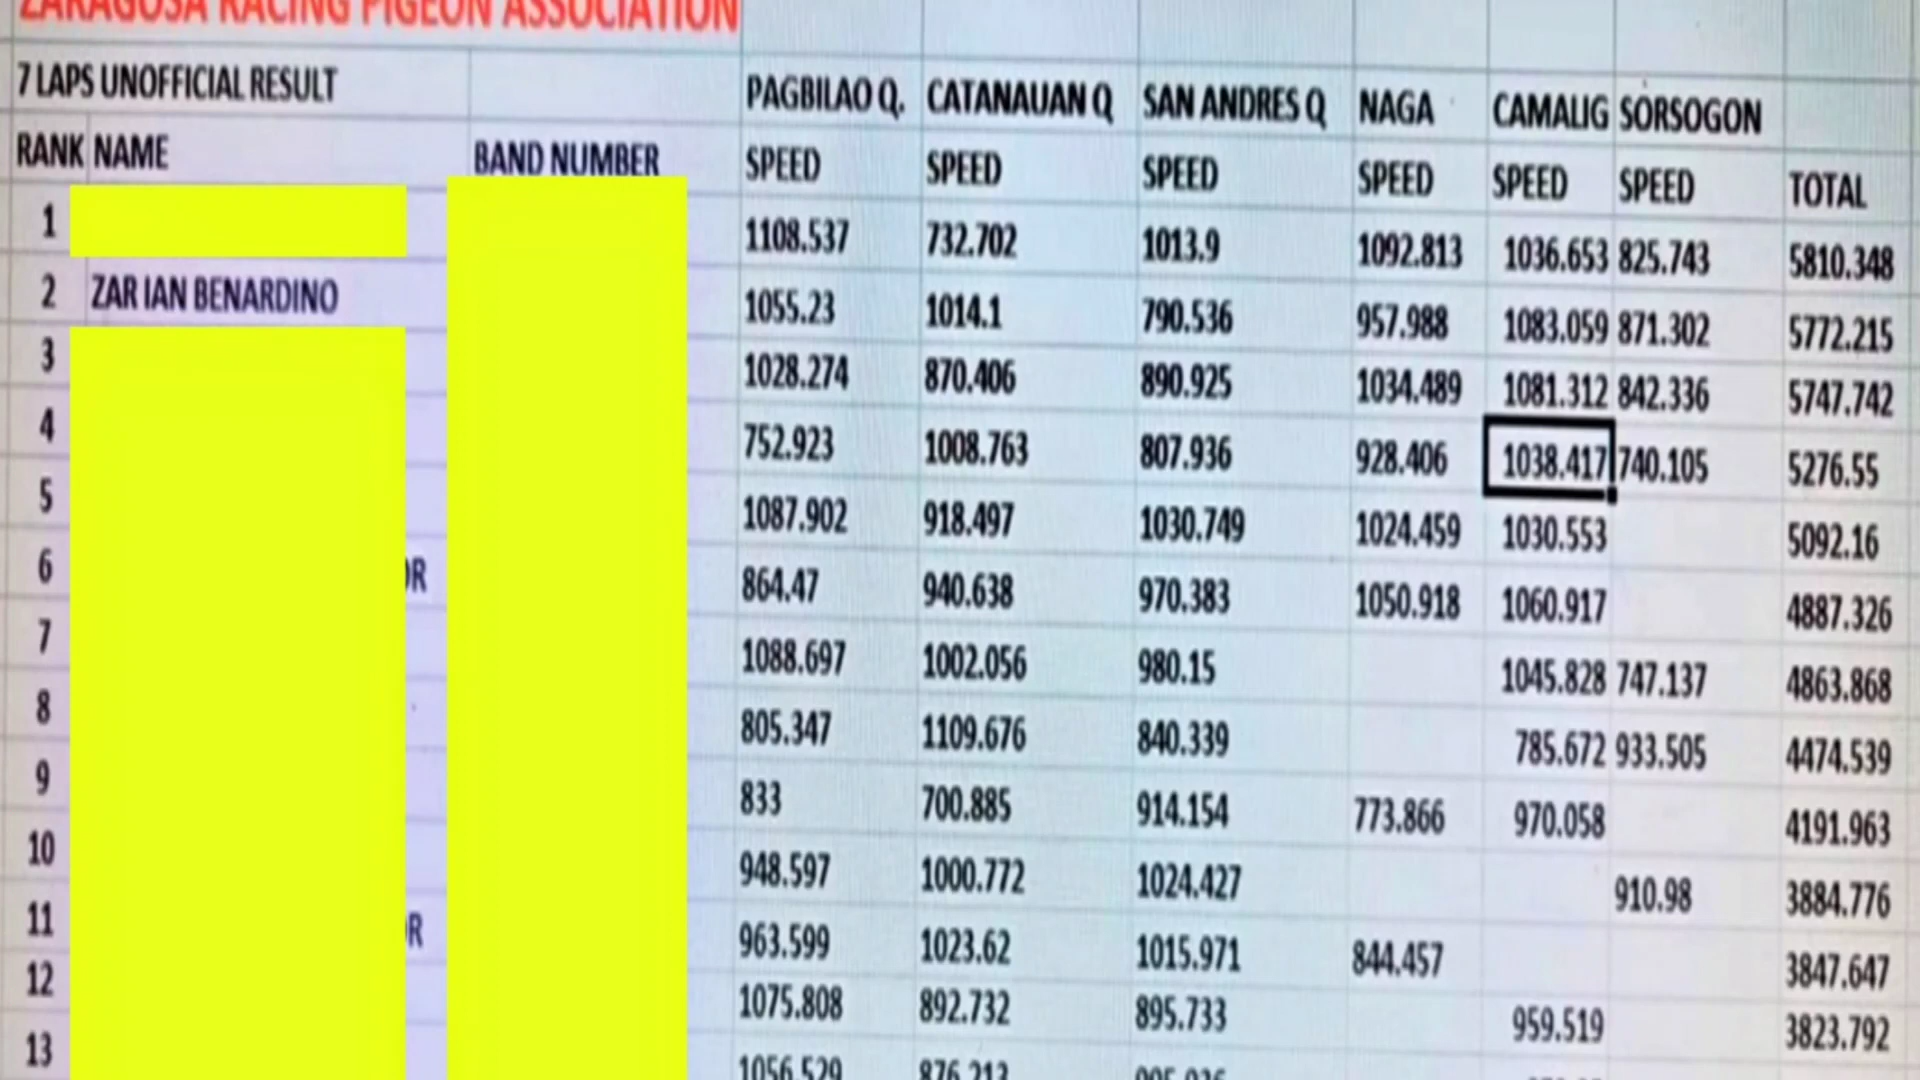 ZARAGOSA RACING PIGEON ASSOCIATION
7 LAPS UNOFFICIAL RESULT PAGBILAO Q. CATANAUAN Q SAN ANDRES Q NAGA CAMALIG SORSOGON
RANK NAME BAND NUMBER SPEED SPEED SPEED SPEED SPEED SPEED TOTAL
1 1108.537 732.702 1013.9 1092.813 1036.653 825.743 5810.348
2 ZAR IAN BENARDINO 1055.23 1014.1 790.536 957.988 1083.059 871.302 5772.215
3 1028.274 870.406 890.925 1034.489 1081.312 842.336 5747.742
4 752.923 1008.763 807.936 928.406 1038.417 740.105 5276.55
5 1087.902 918.497 1030.749 1024.459 1030.553 5092.16
6 OR 864.47 940.638 970.383 1050.918 1060.917 4887.326
7 1088.697 1002.056 980.15 1045.828 747.137 4863.868
8 805.347 1109.676 840.339 785.672 933.505 4474.539
9 833 700.885 914.154 773.866 970.058 4191.963
10 948.597 1000.772 1024.427 910.98 3884.776
11 R 963.599 1023.62 1015.971 844.457 3847.647
12 1075.808 892.732 895.733 959.519 3823.792
13 1056.529 876.213